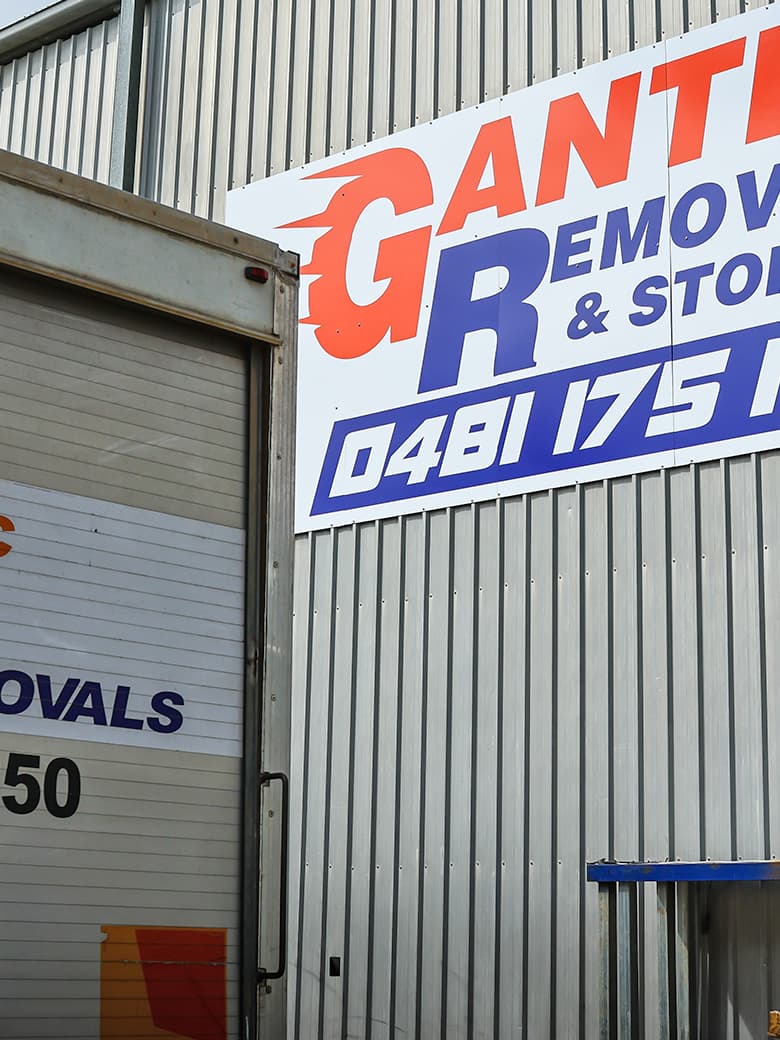 GANT
REMOV
& STO
0481 175 1
C
OVALS
50